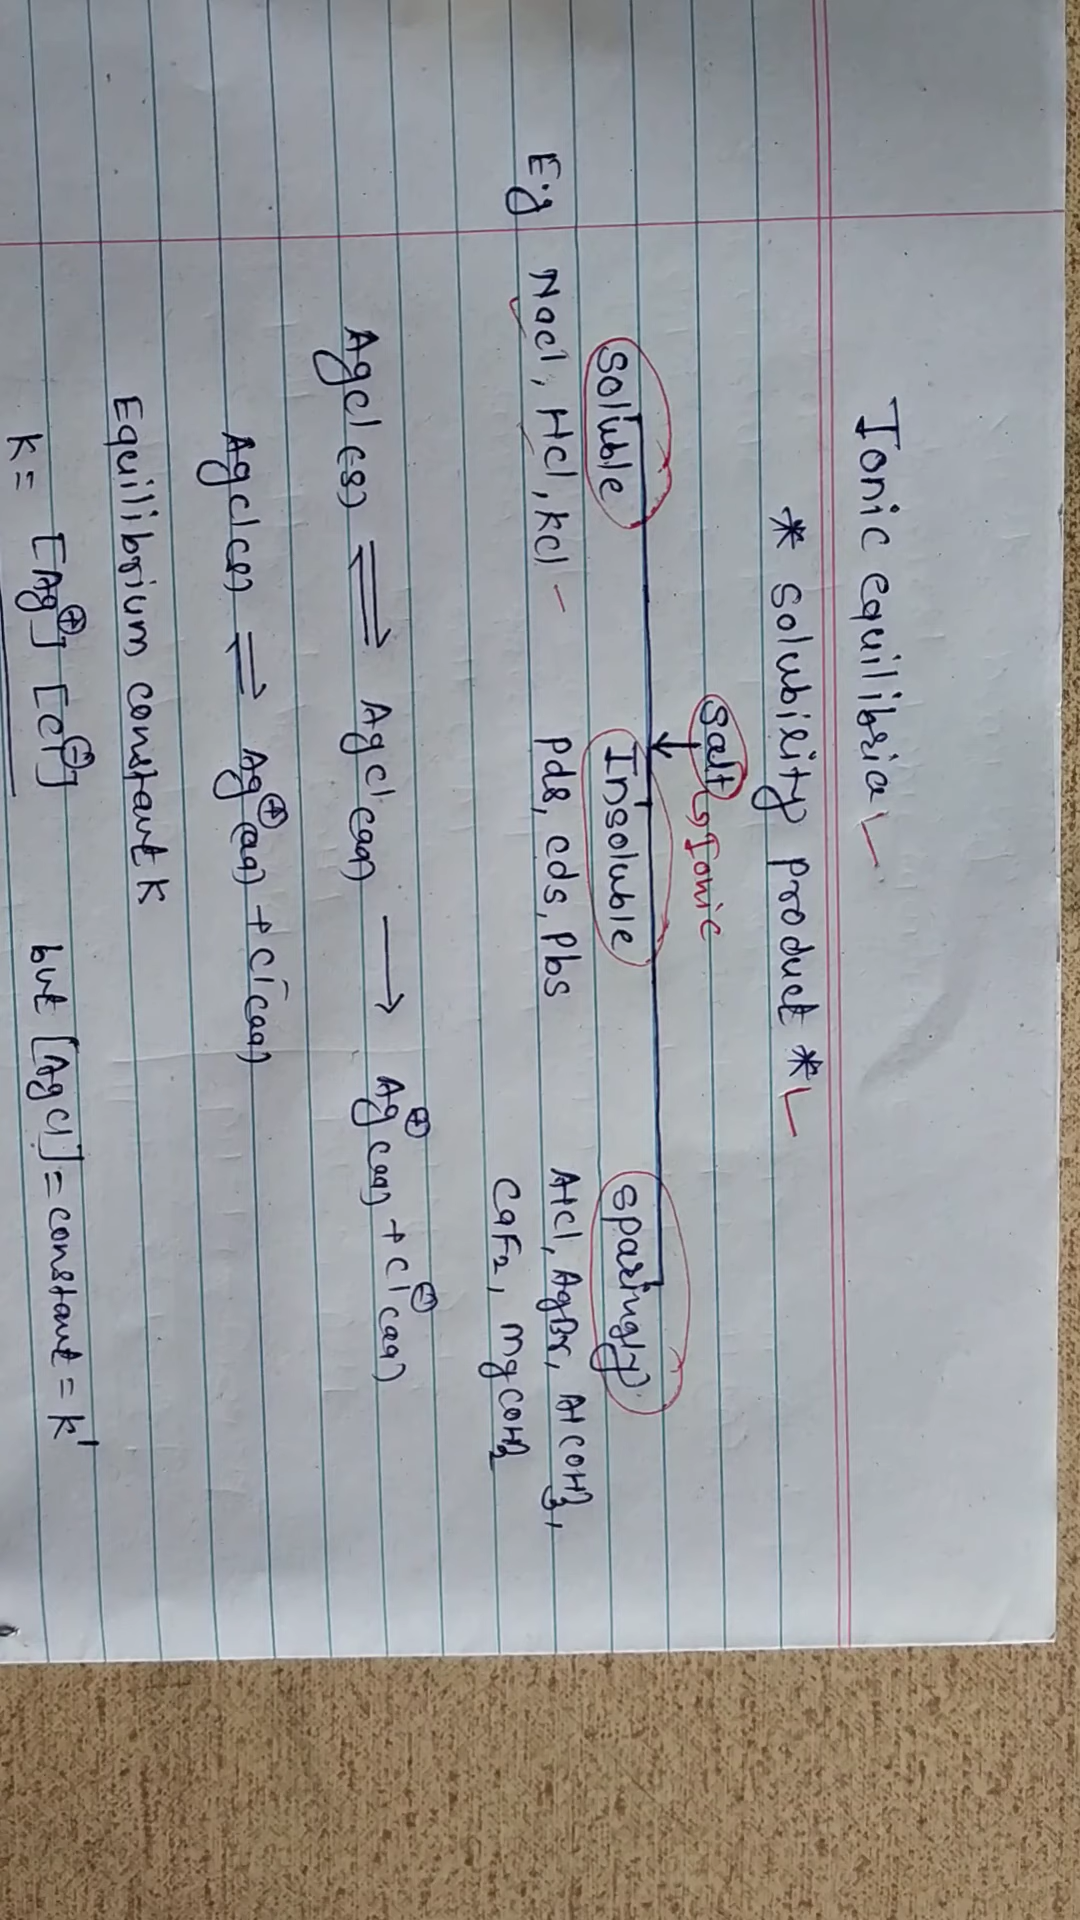 Ionic equilibria
* solubility product *
Salt → Ionic
Soluble Insoluble sparingly
E.g Nacl, Hcl, kcl - pds, cds, Pbs AlCl, AgBr, Al(OH)3,
CaF2, mg(OH)2
Agcl(s) ⇌ Agcl(aq) ⟶ Ag⊕(aq) + Cl⊖(aq)
Agcl(s) ⇌ Ag⊕(aq) + Cl-(aq)
Equilibrium constant K
K = [Ag⊕] [Cl⊖] but [AgCl] = constant = k'